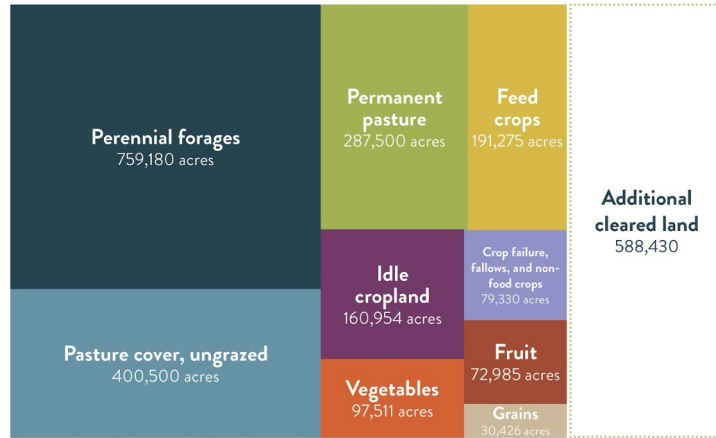 Perennial forages
759,180 acres
Pasture cover, ungrazed
400,500 acres
Permanent
pasture
287,500 acres
Idle
cropland
160,954 acres
Vegetables
97,511 acres
Feed
crops
191,275 acres
Crop failure,
fallows, and non-
food crops
79,330 acres
Fruit
72,985 acres
Grains
30,426 acres
Additional
cleared land
588,430